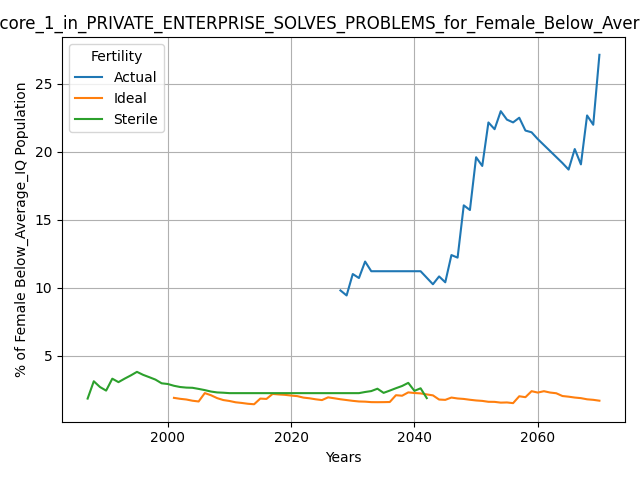 core_1_in_PRIVATE_ENTERPRISE_SOLVES_PROBLEMS_for_Female_Below_Aver
Fertility
Actual
Ideal
Sterile
% of Female Below_Average_IQ Population
25
20
15
10
5
2000
2020
2040
2060
Years